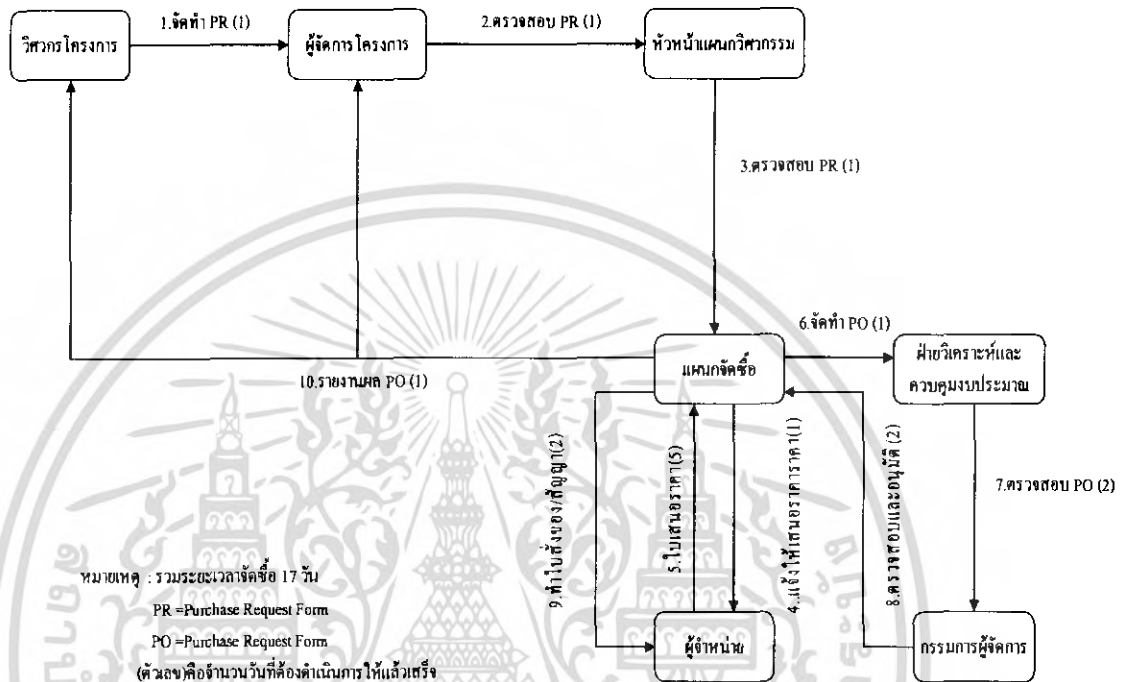 1.จัดทำ PR (1)
2.ตรวจสอบ PR (1)
วิศวกรโครงการ
ผู้จัดการโครงการ
หัวหน้าแผนกวิศวกรรม
3.ตรวจสอบ PR (1)
6.จัดทำ PO (1)
แผนกจัดซื้อ
ฝ่ายวิเคราะห์และ
ควบคุมงบประมาณ
10.รายงานผล PO (1)
9.ทำใบสั่งของ/สัญญา(2)
5.ใบเสนอราคา(5)
4..แจ้งให้เสนอราคาราคา(1)
8.ตรวจสอบและอนุมัติ (2)
7.ตรวจสอบ PO (2)
หมายเหตุ : รวมระยะเวลาจัดซื้อ 17 วัน
PR =Purchase Request Form
PO =Purchase Request Form
(ตัวเลข)คือจำนวนวันที่ต้องดำเนินการให้แล้วเสร็จ
ผู้จำหน่าย
กรรมการผู้จัดการ